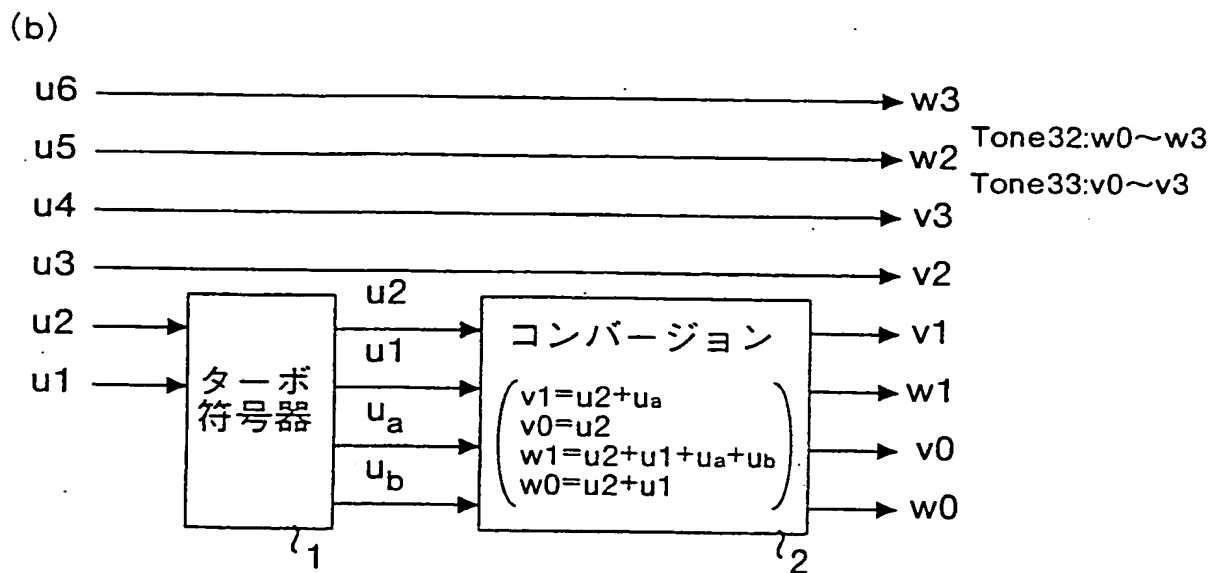 (b)
u6
w3
Tone32:w0~w3
u5
w2
Tone33:v0~v3
u4
v3
u3
v2
u2
u2
コンバージョン
v1
u1
u1
ターボ
符号器
v1=u2+ua
v0=u2
w1=u2+u1+ua+ub
w0=u2+u1
w1
ua
v0
ub
w0
1
2